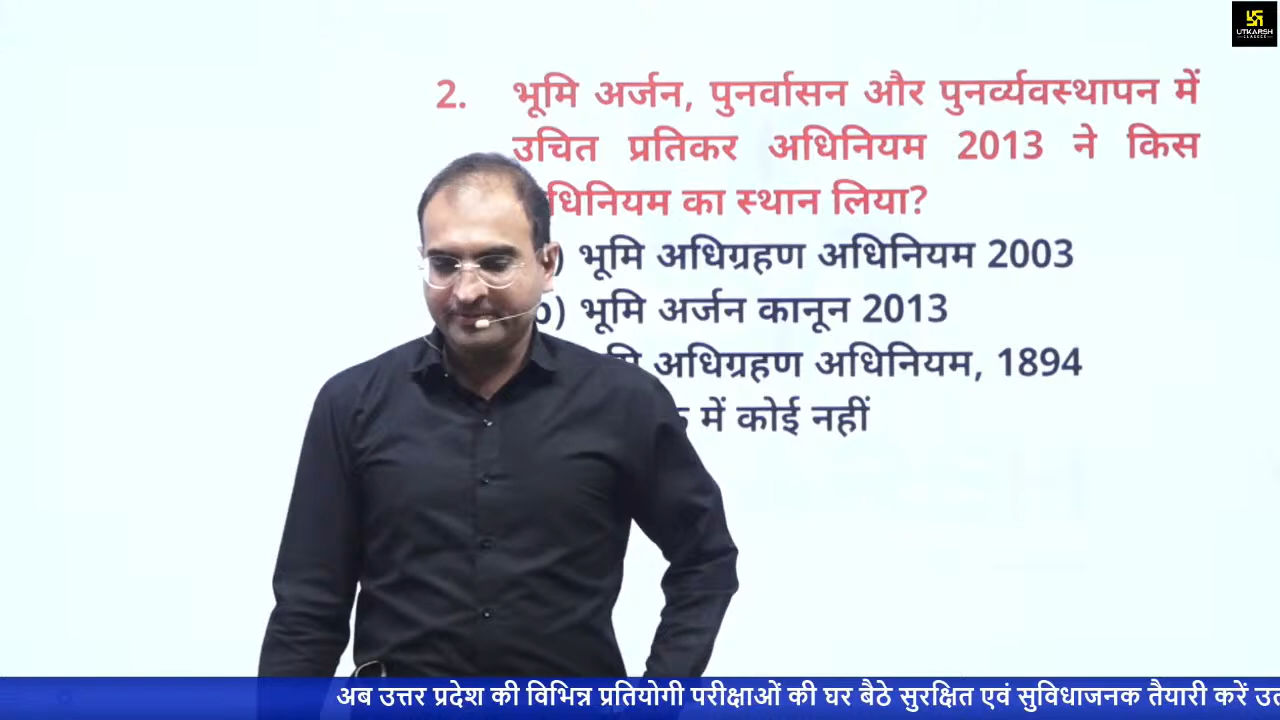 UTKARSH
CLASSES
2. भूमि अर्जन, पुनर्वासन और पुनर्व्यवस्थापन में
उचित प्रतिकर अधिनियम 2013 ने किस
का स्थान लिया?
) भूमि अधिग्रहण अधिनियम 2003
b) भूमि अर्जन कानून 2013
अधिग्रहण अधिनियम, 1894
में कोई नहीं
अब उत्तर प्रदेश की विभिन्न प्रतियोगी परीक्षाओं की घर बैठे सुरक्षित एवं सुविधाजनक तैयारी करें